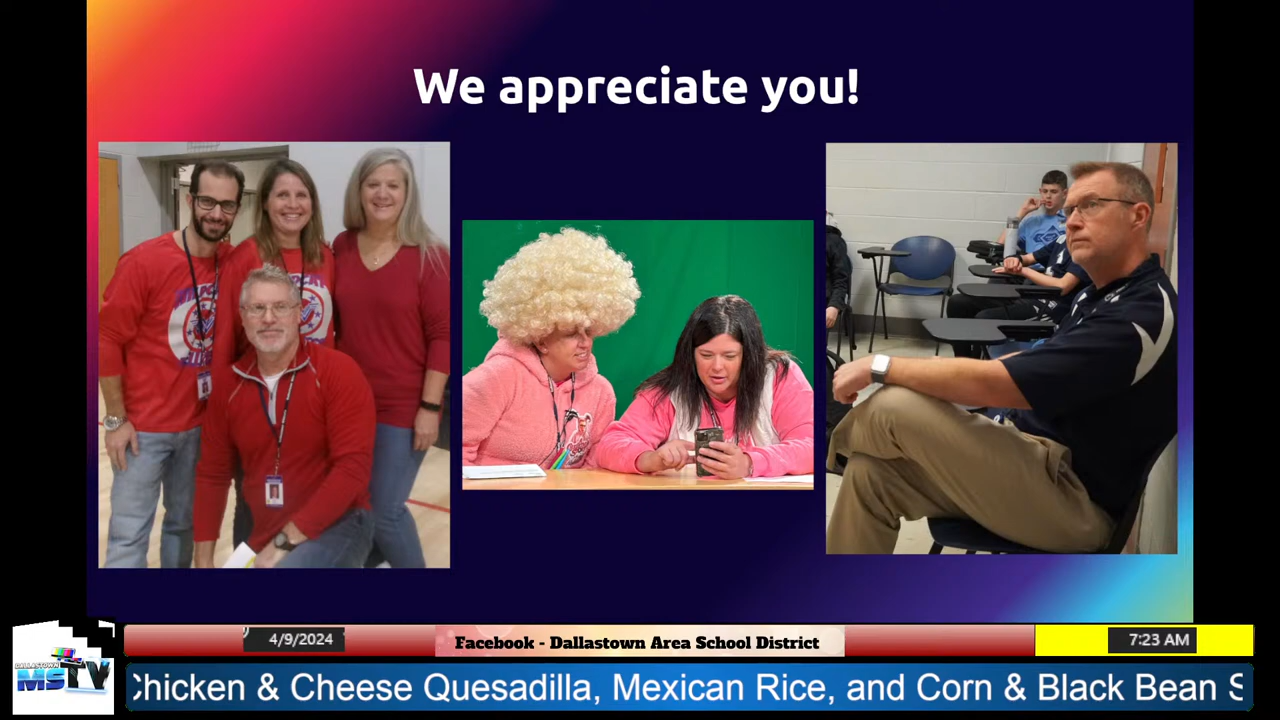 We appreciate you!
4/9/2024
Facebook - Dallastown Area School District
7:23 AM
DALLASTOWN
MSTV
Chicken & Cheese Quesadilla, Mexican Rice, and Corn & Black Bean S